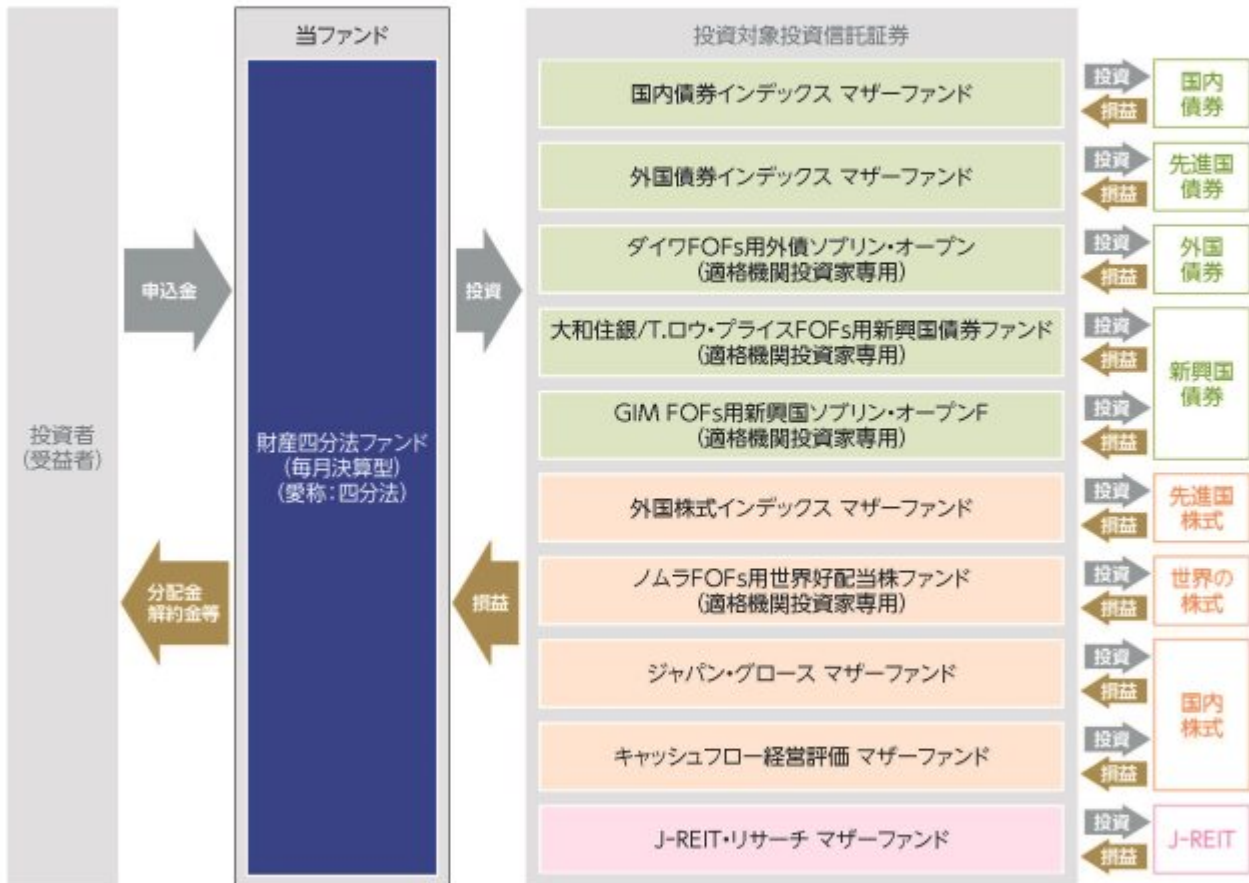 投資者
(受益者)
申込金
分配金
解約金等
当ファンド
財産四分法ファンド
(毎月決算型)
(愛称：四分法)
投資
損益
投資対象投資信託証券
国内債券インデックス マザーファンド
投資
損益
国内
債券
外国債券インデックス マザーファンド
投資
損益
先進国
債券
ダイワFOFs用外債ソブリン・オープン
(適格機関投資家専用)
投資
損益
外国
債券
大和住銀/T.ロウ・プライスFOFs用新興国債券ファンド
(適格機関投資家専用)
投資
損益
GIM FOFs用新興国ソブリン・オープンF
(適格機関投資家専用)
投資
損益
新興国
債券
外国株式インデックス マザーファンド
投資
損益
先進国
株式
ノムラFOFs用世界好配当株ファンド
(適格機関投資家専用)
投資
損益
世界の
株式
ジャパン・グロース マザーファンド
投資
損益
キャッシュフロー経営評価 マザーファンド
投資
損益
国内
株式
J-REIT・リサーチ マザーファンド
投資
損益
J-REIT